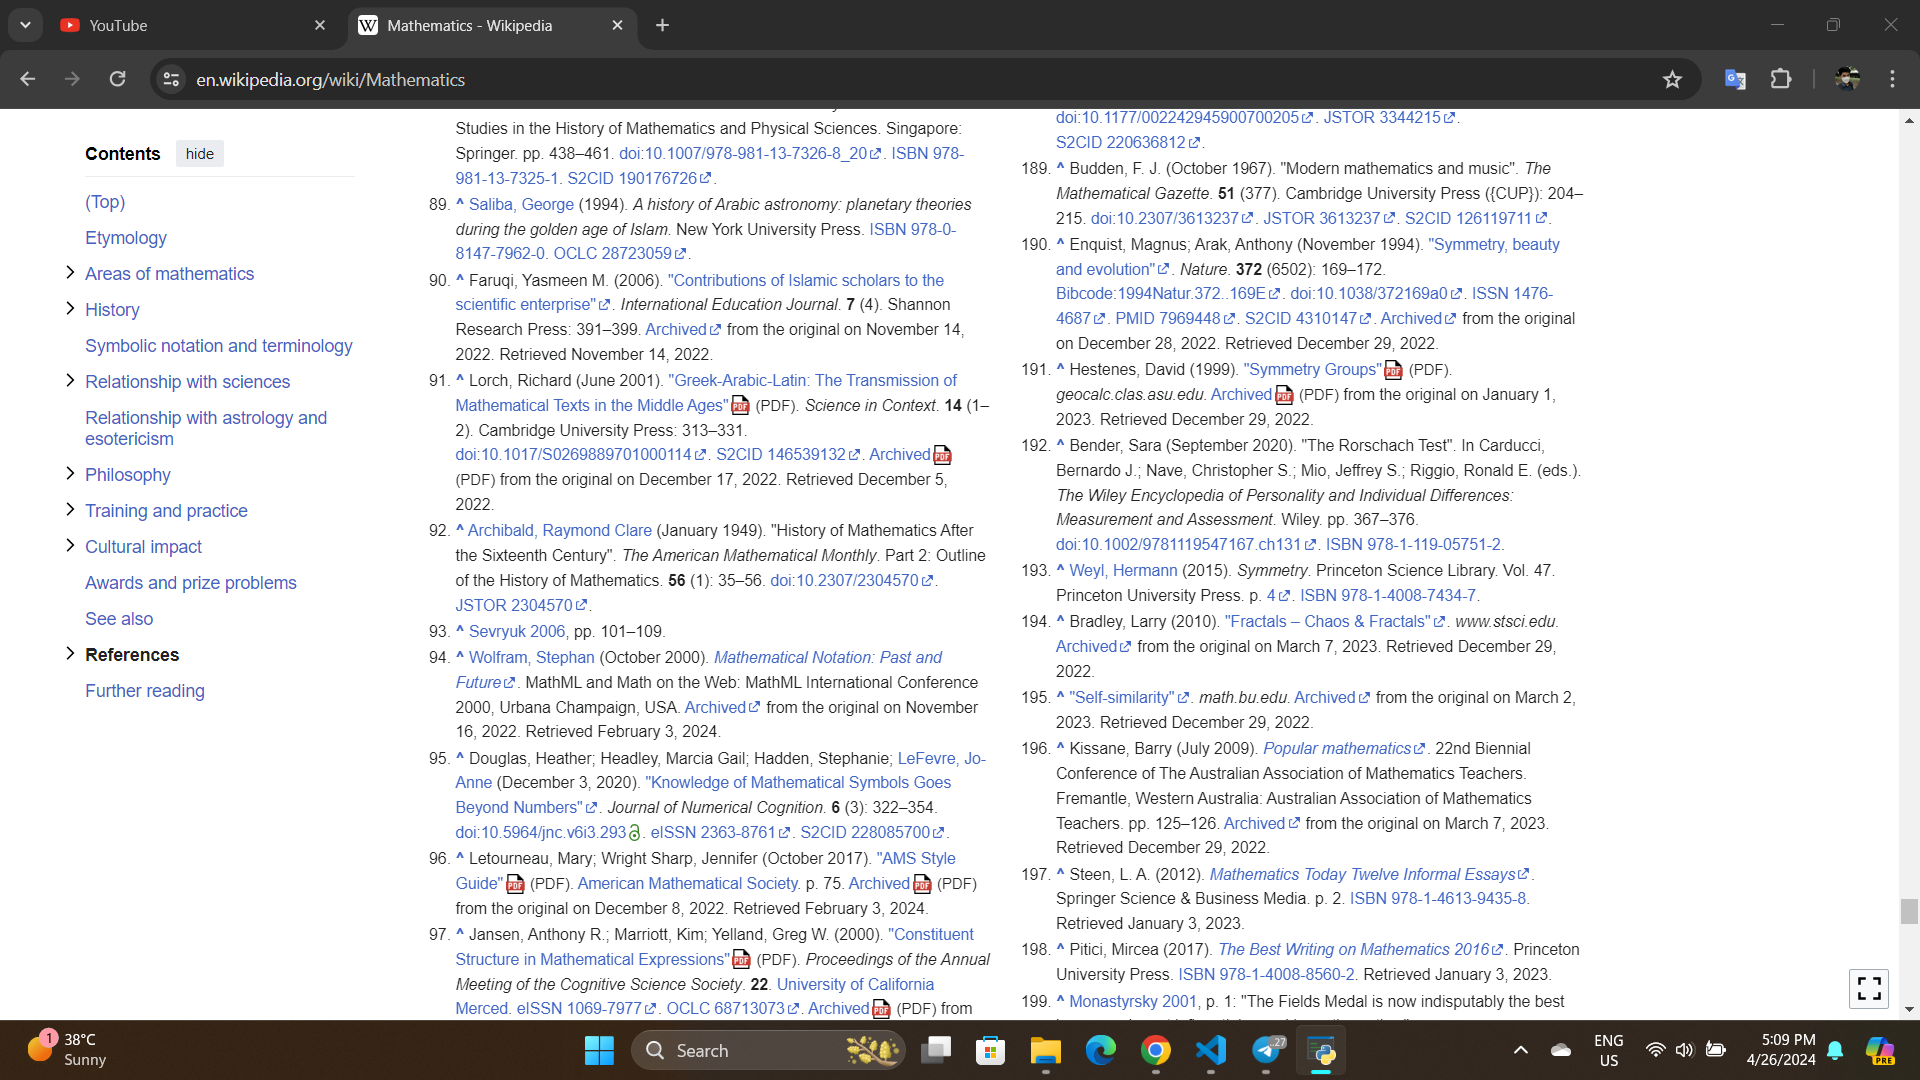 YouTube
Mathematics - Wikipedia
en.wikipedia.org/wiki/Mathematics
Contents hide
(Top)
Etymology
Areas of mathematics
History
Symbolic notation and terminology
Relationship with sciences
Relationship with astrology and
esotericism
Philosophy
Training and practice
Cultural impact
Awards and prize problems
See also
References
Further reading
Studies in the History of Mathematics and Physical Sciences. Singapore:
Springer. pp. 438–461. doi:10.1007/978-981-13-7326-8_20. ISBN 978-
981-13-7325-1. S2CID 190176726.
89. ^ Saliba, George (1994). A history of Arabic astronomy: planetary theories
during the golden age of Islam. New York University Press. ISBN 978-0-
8147-7962-0. OCLC 28723059.
90. ^ Faruqi, Yasmeen M. (2006). "Contributions of Islamic scholars to the
scientific enterprise". International Education Journal. 7 (4). Shannon
Research Press: 391–399. Archived from the original on November 14,
2022. Retrieved November 14, 2022.
91. ^ Lorch, Richard (June 2001). "Greek-Arabic-Latin: The Transmission of
Mathematical Texts in the Middle Ages" (PDF). Science in Context. 14 (1–
2). Cambridge University Press: 313–331.
doi:10.1017/S0269889701000114. S2CID 146539132. Archived
(PDF) from the original on December 17, 2022. Retrieved December 5,
2022.
92. ^ Archibald, Raymond Clare (January 1949). "History of Mathematics After
the Sixteenth Century". The American Mathematical Monthly. Part 2: Outline
of the History of Mathematics. 56 (1): 35–56. doi:10.2307/2304570.
JSTOR 2304570.
93. ^ Sevryuk 2006, pp. 101–109.
94. ^ Wolfram, Stephan (October 2000). Mathematical Notation: Past and
Future. MathML and Math on the Web: MathML International Conference
2000, Urbana Champaign, USA. Archived from the original on November
16, 2022. Retrieved February 3, 2024.
95. ^ Douglas, Heather; Headley, Marcia Gail; Hadden, Stephanie; LeFevre, Jo-
Anne (December 3, 2020). "Knowledge of Mathematical Symbols Goes
Beyond Numbers". Journal of Numerical Cognition. 6 (3): 322–354.
doi:10.5964/jnc.v6i3.293. eISSN 2363-8761. S2CID 228085700.
96. ^ Letourneau, Mary; Wright Sharp, Jennifer (October 2017). "AMS Style
Guide" (PDF). American Mathematical Society. p. 75. Archived (PDF)
from the original on December 8, 2022. Retrieved February 3, 2024.
97. ^ Jansen, Anthony R.; Marriott, Kim; Yelland, Greg W. (2000). "Constituent
Structure in Mathematical Expressions" (PDF). Proceedings of the Annual
Meeting of the Cognitive Science Society. 22. University of California
Merced. eISSN 1069-7977. OCLC 68713073. Archived (PDF) from
doi:10.1177/002242945900700205. JSTOR 3344215.
S2CID 220636812.
189. ^ Budden, F. J. (October 1967). "Modern mathematics and music". The
Mathematical Gazette. 51 (377). Cambridge University Press ({CUP}): 204–
215. doi:10.2307/3613237. JSTOR 3613237. S2CID 126119711.
190. ^ Enquist, Magnus; Arak, Anthony (November 1994). "Symmetry, beauty
and evolution". Nature. 372 (6502): 169–172.
Bibcode:1994Natur.372..169E. doi:10.1038/372169a0. ISSN 1476-
4687. PMID 7969448. S2CID 4310147. Archived from the original
on December 28, 2022. Retrieved December 29, 2022.
191. ^ Hestenes, David (1999). "Symmetry Groups" (PDF).
geocalc.clas.asu.edu. Archived (PDF) from the original on January 1,
2023. Retrieved December 29, 2022.
192. ^ Bender, Sara (September 2020). "The Rorschach Test". In Carducci,
Bernardo J.; Nave, Christopher S.; Mio, Jeffrey S.; Riggio, Ronald E. (eds.).
The Wiley Encyclopedia of Personality and Individual Differences:
Measurement and Assessment. Wiley. pp. 367–376.
doi:10.1002/9781119547167.ch131. ISBN 978-1-119-05751-2.
193. ^ Weyl, Hermann (2015). Symmetry. Princeton Science Library. Vol. 47.
Princeton University Press. p. 4. ISBN 978-1-4008-7434-7.
194. ^ Bradley, Larry (2010). "Fractals – Chaos & Fractals". www.stsci.edu.
Archived from the original on March 7, 2023. Retrieved December 29,
2022.
195. ^ "Self-similarity". math.bu.edu. Archived from the original on March 2,
2023. Retrieved December 29, 2022.
196. ^ Kissane, Barry (July 2009). Popular mathematics. 22nd Biennial
Conference of The Australian Association of Mathematics Teachers.
Fremantle, Western Australia: Australian Association of Mathematics
Teachers. pp. 125–126. Archived from the original on March 7, 2023.
Retrieved December 29, 2022.
197. ^ Steen, L. A. (2012). Mathematics Today Twelve Informal Essays.
Springer Science & Business Media. p. 2. ISBN 978-1-4613-9435-8.
Retrieved January 3, 2023.
198. ^ Pitici, Mircea (2017). The Best Writing on Mathematics 2016. Princeton
University Press. ISBN 978-1-4008-8560-2. Retrieved January 3, 2023.
199. ^ Monastyrsky 2001, p. 1: "The Fields Medal is now indisputably the best
1
38°C
Sunny
Search
27
ENG
US
5:09 PM
4/26/2024
PRE